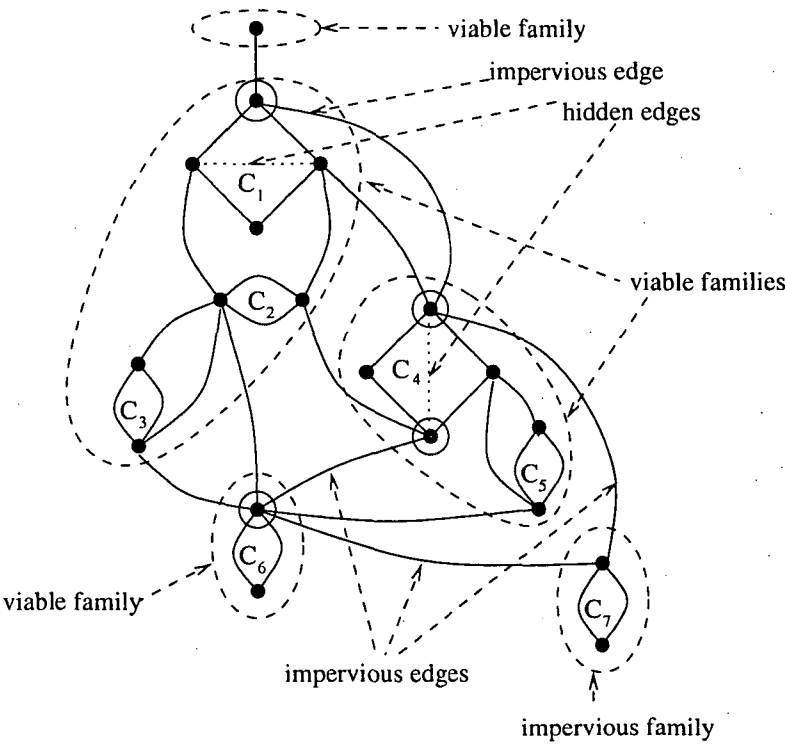 viable family
impervious edge
hidden edges
C1
viable families
C2
C4
C3
C5
C6
viable family
C7
impervious edges
impervious family